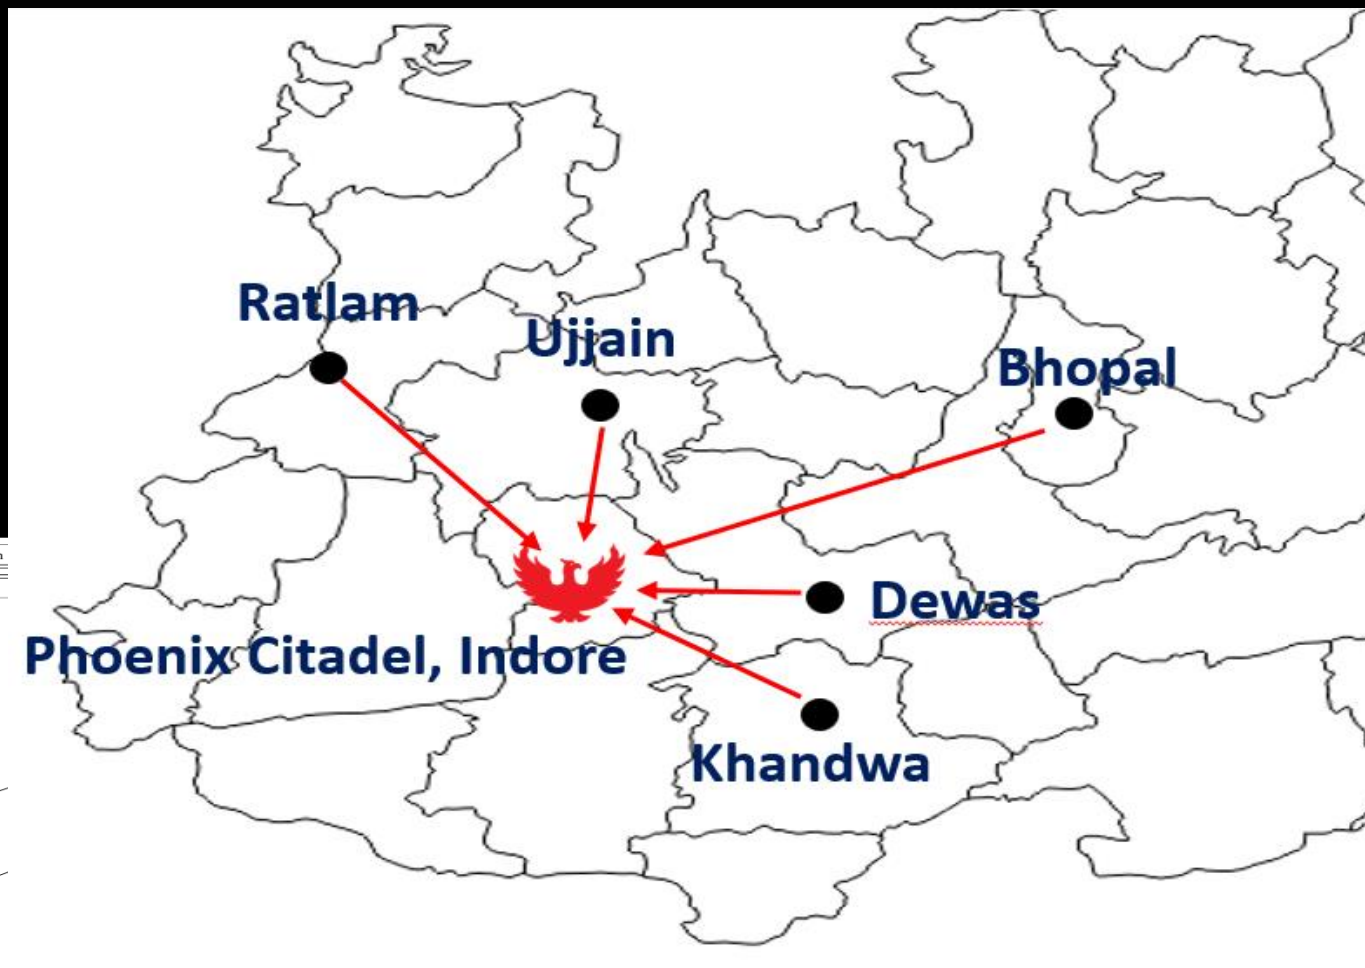 Ratlam
Ujjain
Bhopal
Dewas
Phoenix Citadel, Indore
Khandwa